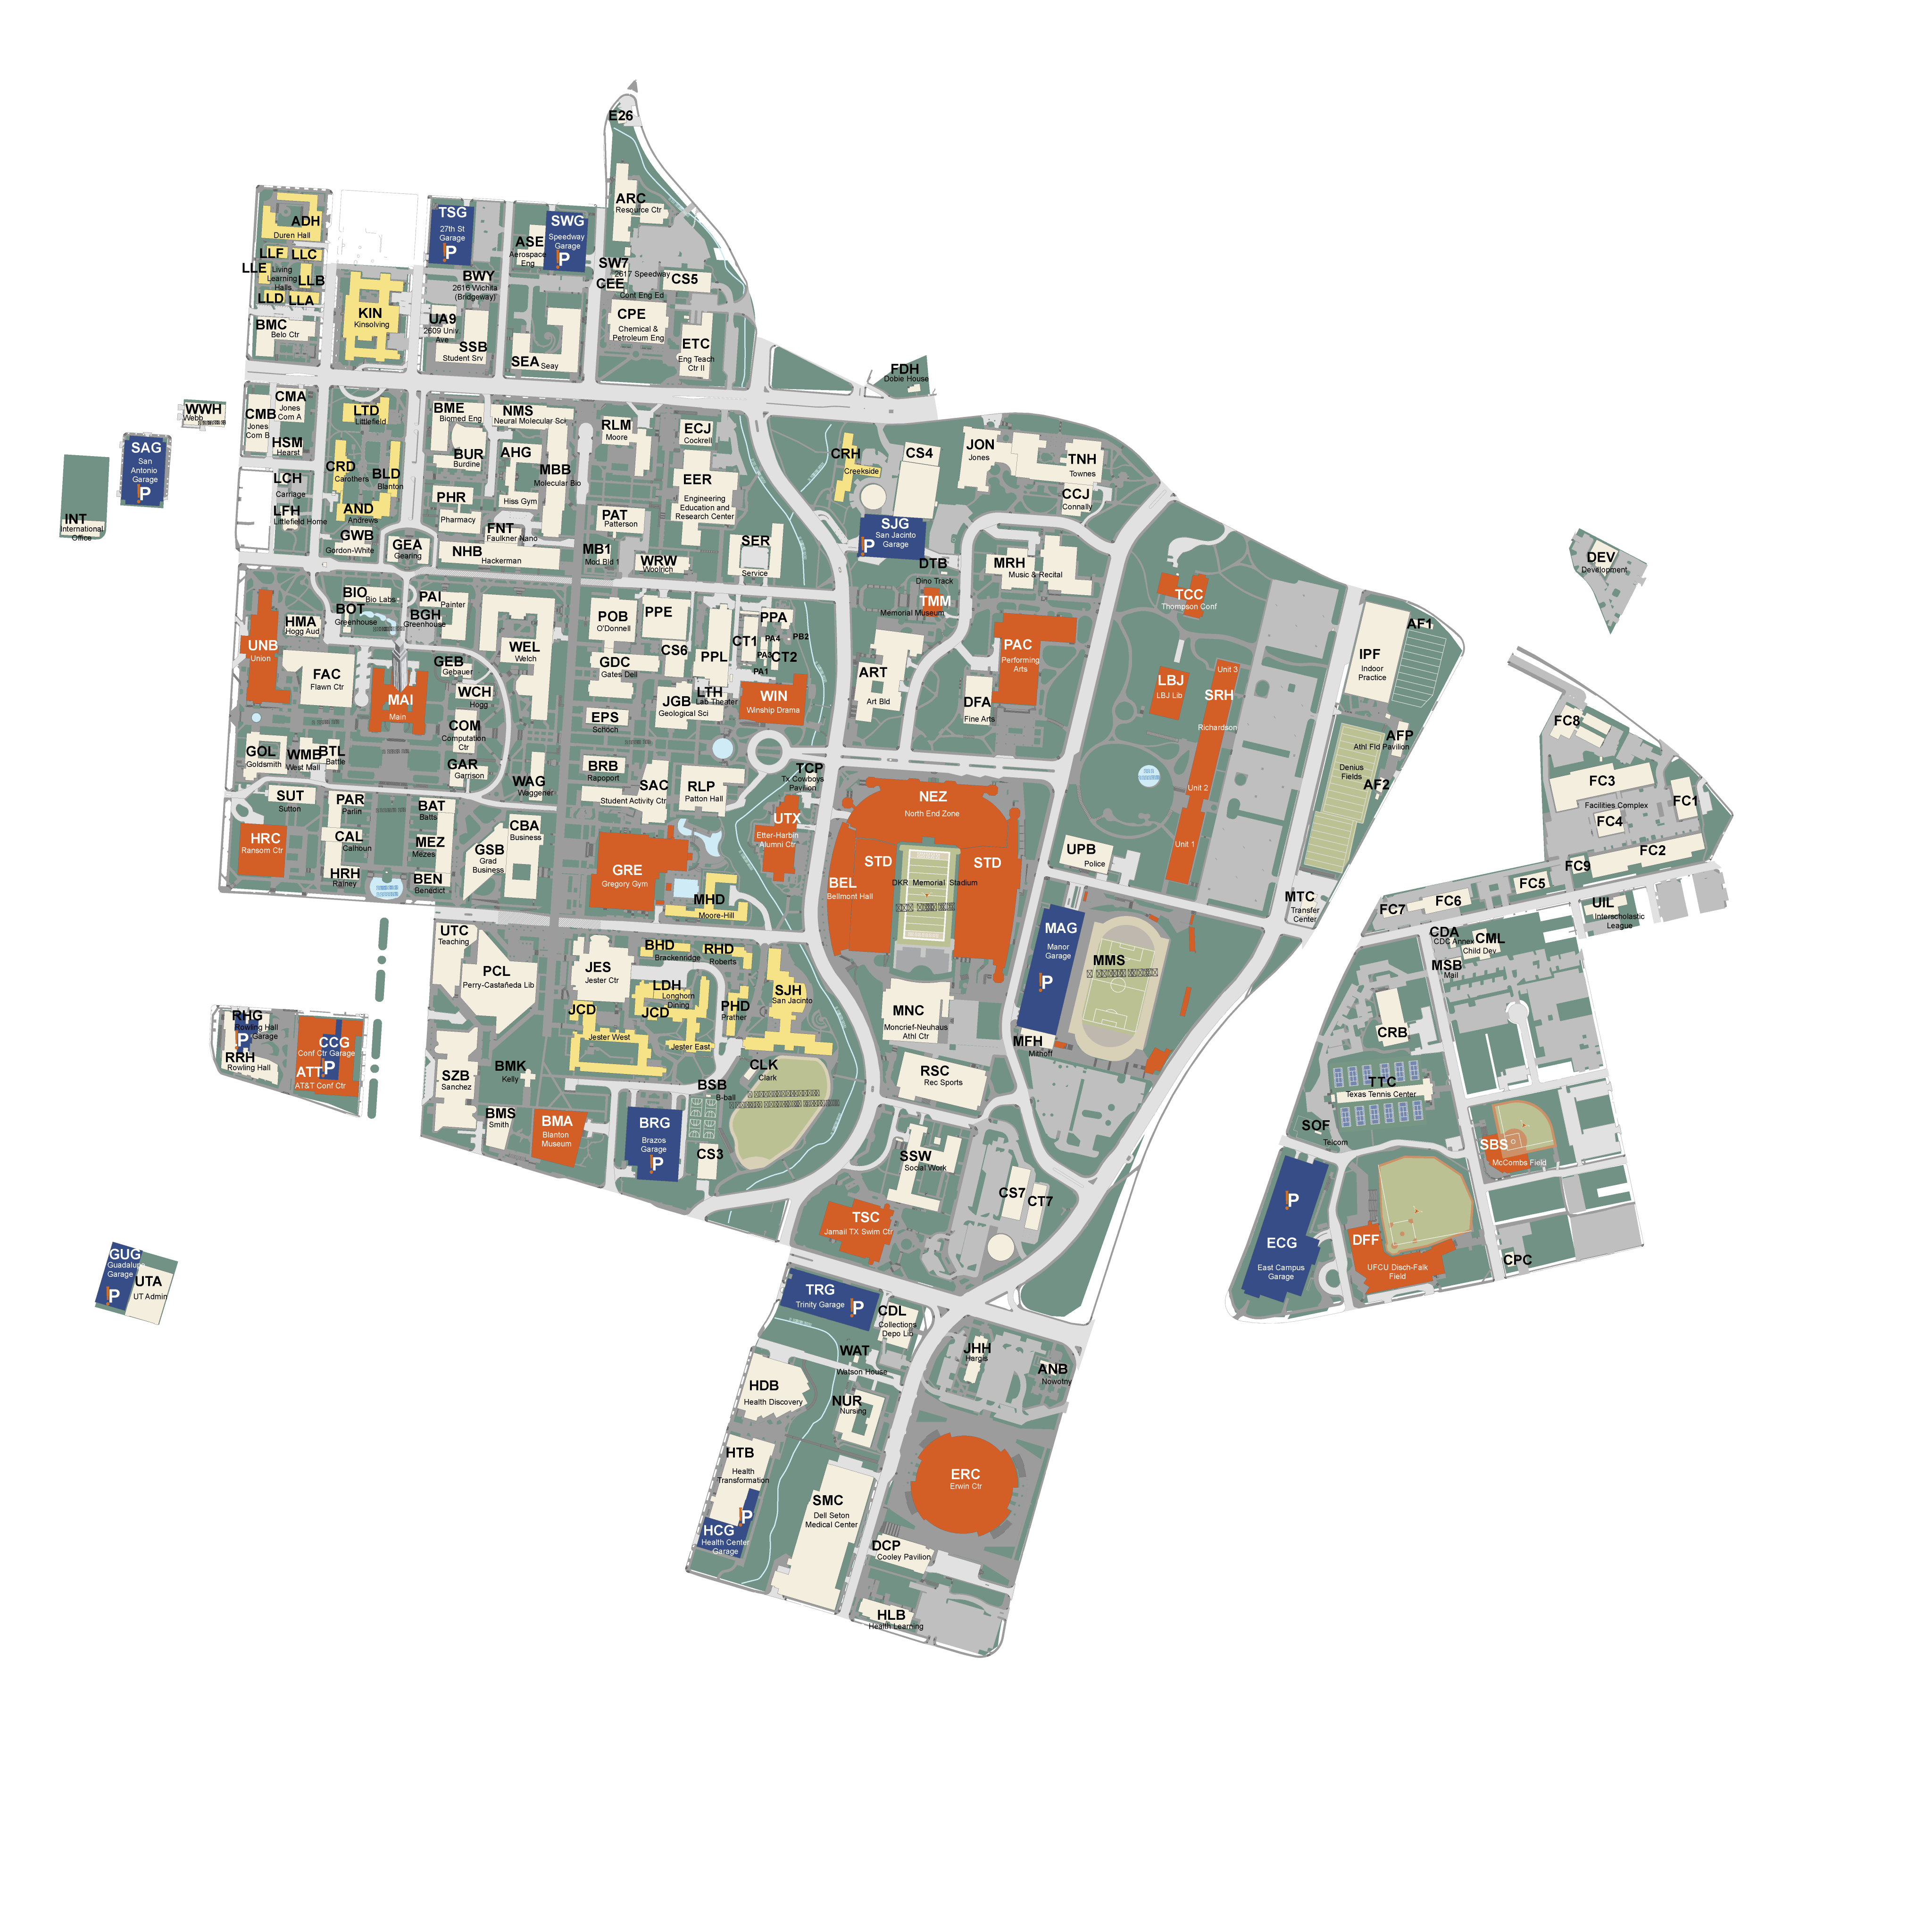 E26
ARC
Resource Ctr
ADH
Duren Hall
TSG
27th St
Garage
P
SWG
Speedway
Garage
P
ASE
Aerospace
Eng
LLF
LLC
LLE
Living
Learning
Halls
LLB
LLD
LLA
BWY
2616 Wichita
(Bridgeway)
SW7
2617 Speedway
CEE
Cont Eng Ed
CS5
KIN
Kinsolving
BMC
Belo Ctr
UA9
2609 Univ.
Ave
SSB
Student Srv
SEA
Seay
CPE
Chemical &
Petroleum Eng
ETC
Eng Teach
Ctr II
FDH
Dobie House
WWH
Webb
CMA
Jones
Com A
CMB
Jones
Com B
LTD
Littlefield
BME
Biomed Eng
NMS
Neural Molecular Sci
RLM
Moore
ECJ
Cockrell
HSM
Hearst
SAG
San
Antonio
Garage
P
CRD
Carothers
BLD
Blanton
BUR
Burdine
AHG
MBB
Molecular Bio
EER
Engineering
Education and
Research Center
CRH
Creekside
CS4
JON
Jones
TNH
Townes
CCJ
Connally
LCH
Carriage
LFH
Littlefield Home
AND
Andrews
PHR
Pharmacy
Hiss Gym
PAT
Patterson
SJG
San Jacinto
Garage
P
INT
International
Office
GWB
Gordon-White
GEA
Gearing
FNT
Faulkner Nano
NHB
Hackerman
MB1
Mod Bld 1
WRW
Woolrich
SER
Service
DTB
Dino Track
MRH
Music & Recital
DEV
Development
TMM
Memorial Museum
TCC
Thompson Conf
BIO
Bio Labs
BOT
Greenhouse
PAI
Painter
BGH
Greenhouse
HMA
Hogg Aud
UNB
Union
POB
O'Donnell
PPE
PPA
CT1
PA4
PB2
PA3
CT2
PA1
CS6
PPL
WEL
Welch
GDC
Gates Dell
FAC
Flawn Ctr
GEB
Gebauer
WCH
Hogg
MAI
Main
ART
Art Bld
PAC
Performing
Arts
DFA
Fine Arts
LBJ
LBJ Lib
Unit 3
SRH
Richardson
Unit 2
Unit 1
IPF
Indoor
Practice
AF1
AFP
Athl Fld Pavilion
Denius
Fields
AF2
JGB
Geological Sci
LTH
Lab Theater
WIN
Winship Drama
EPS
Schoch
COM
Computation
Ctr
GOL
Goldsmith
WMB
West Mall
BTL
Battle
GAR
Garrison
WAG
Waggener
BRB
Rapoport
SAC
Student Activity Ctr
RLP
Patton Hall
TCP
Tx Cowboys
Pavilion
FC8
FC3
Facilities Complex
FC1
FC4
FC2
FC9
FC5
FC6
FC7
SUT
Sutton
PAR
Parlin
BAT
Batts
CAL
Calhoun
MEZ
Mezes
HRC
Ransom Ctr
HRH
Rainey
BEN
Benedict
CBA
Business
GSB
Grad
Business
GRE
Gregory Gym
UTX
Etter-Harbin
Alumni Ctr
NEZ
North End Zone
STD
STD
BEL
Bellmont Hall
DKR Memorial Stadium
UPB
Police
MTC
Transfer
Center
UIL
Interscholastic
League
MHD
Moore-Hill
MAG
Manor
Garage
P
MMS
CDA
CDC Annex
CML
Child Dev
MSB
Mail
UTC
Teaching
PCL
Perry-Castañeda Lib
JES
Jester Ctr
BHD
Brackenridge
RHD
Roberts
LDH
Longhorn
Dining
JCD
JCD
PHD
Prather
SJH
San Jacinto
Jester West
Jester East
MNC
Moncrief-Neuhaus
Athl Ctr
MFH
Mithoff
RHG
Rowling Hall
Garage
P
RRH
Rowling Hall
CCG
Conf Ctr Garage
P
ATT
AT&T Conf Ctr
SZB
Sanchez
BMK
Kelly
BMS
Smith
BMA
Blanton
Museum
BRG
Brazos
Garage
P
BSB
B-ball
CLK
Clark
CS3
RSC
Rec Sports
CRB
TTC
Texas Tennis Center
SOF
Telcom
SBS
McCombs Field
SSW
Social Work
CS7
CT7
TSC
Jamail TX Swim Ctr
P
ECG
East Campus
Garage
DFF
UFCU Disch-Falk
Field
CPC
GUG
Guadalupe
Garage
P
UTA
UT Admin
TRG
Trinity Garage
P
CDL
Collections
Depo Lib
WAT
Watson House
JHH
Hargis
ANB
Nowotny
HDB
Health Discovery
NUR
Nursing
HTB
Health
Transformation
P
HCG
Health Center
Garage
SMC
Dell Seton
Medical Center
ERC
Erwin Ctr
DCP
Cooley Pavilion
HLB
Health Learning